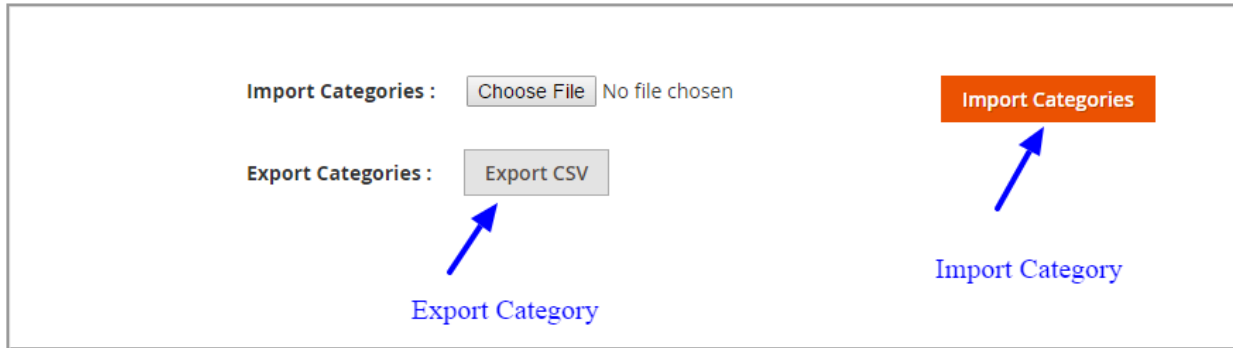 Import Categories : Choose File No file chosen Import Categories
Export Categories : Export CSV
Import Category
Export Category